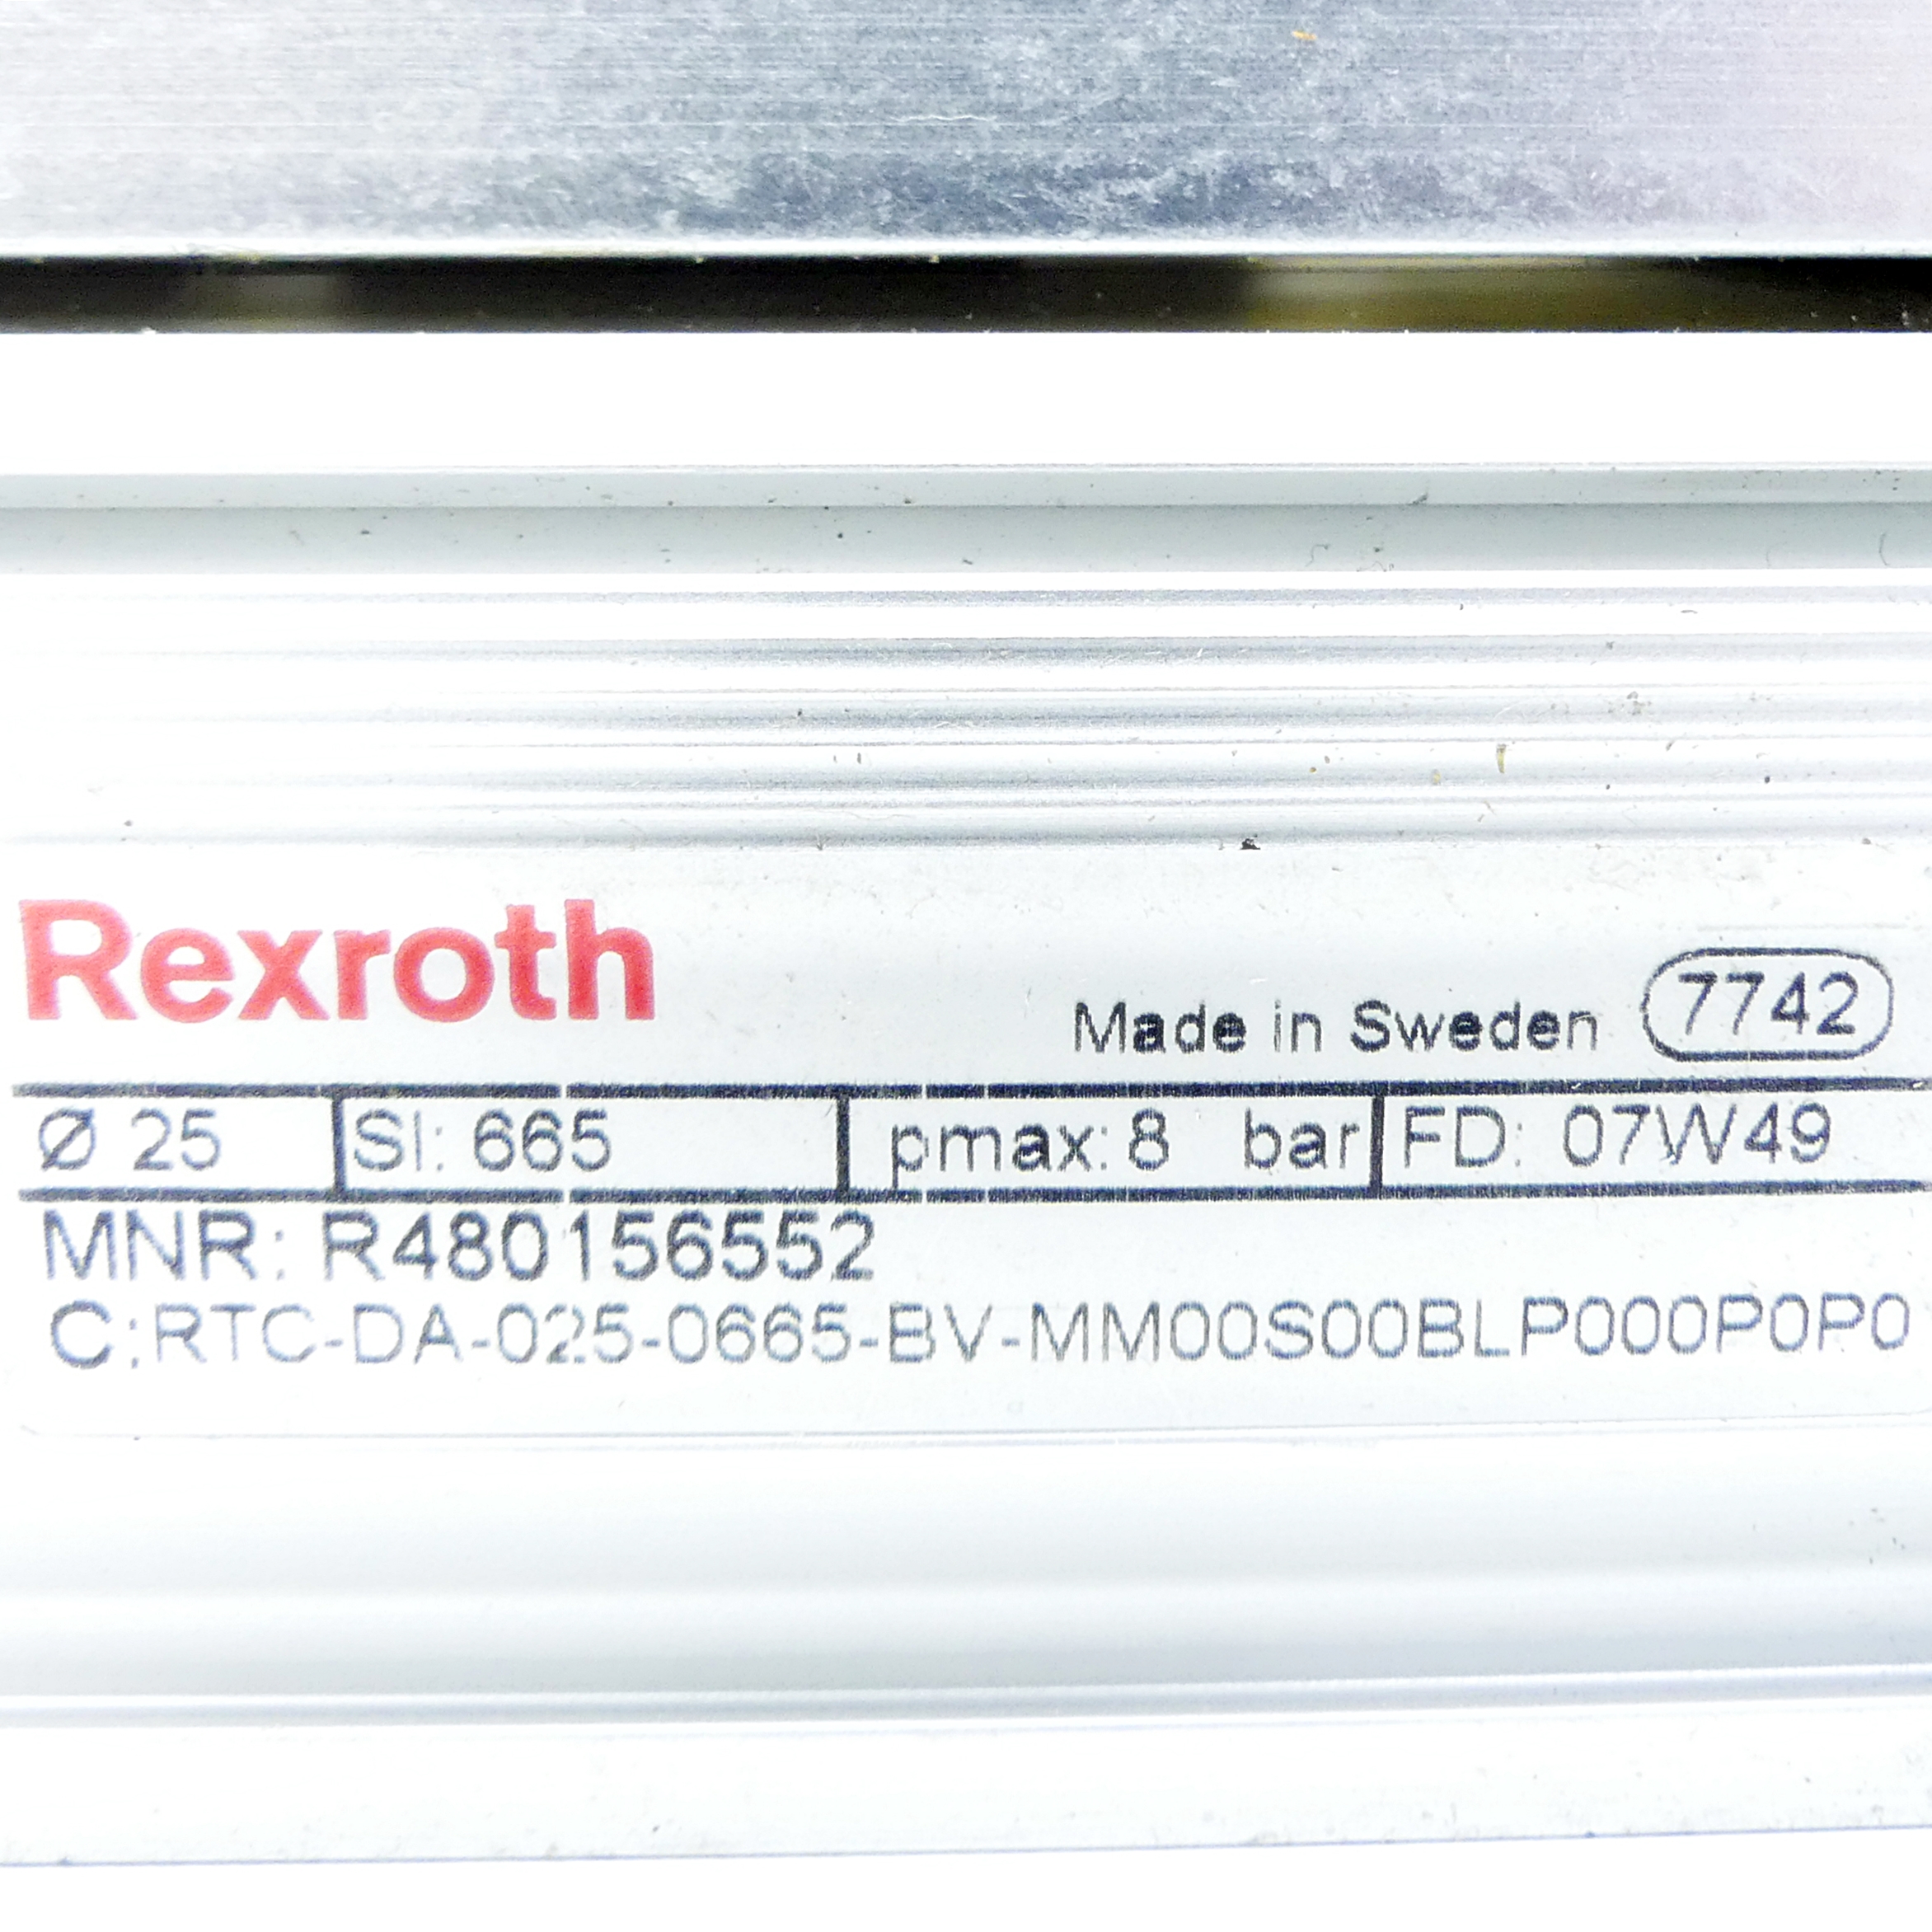 Rexroth
Made in Sweden 7742
Ø 25 SI: 665 pmax: 8 bar FD: 07W49
MNR: R480156552
C:RTC-DA-025-0665-BV-MM00S00BLP000P0P0